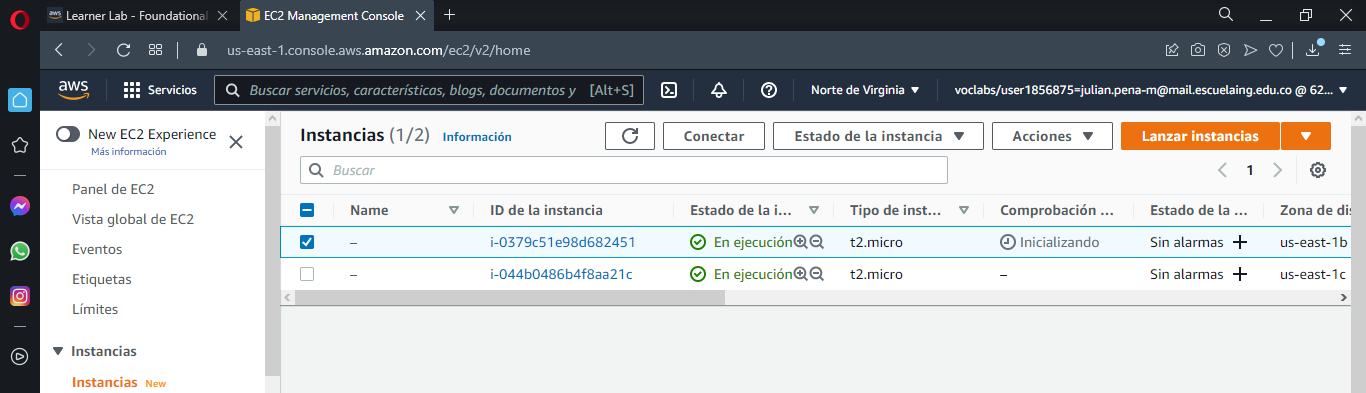 Learner Lab - Foundational
EC2 Management Console
us-east-1.console.aws.amazon.com/ec2/v2/home
aws
Servicios
Buscar servicios, características, blogs, documentos y [Alt+S]
Norte de Virginia
voclabs/user1856875=julian.pena-m@mail.escuelaing.edu.co @ 62...
New EC2 Experience
Más información
Panel de EC2
Vista global de EC2
Eventos
Etiquetas
Límites
Instancias
Instancias New
Instancias (1/2) Información
Conectar
Estado de la instancia
Acciones
Lanzar instancias
Buscar
1
Name ID de la instancia Estado de la i... Tipo de inst... Comprobación ... Estado de la ... Zona de dis
– i-0379c51e98d682451 En ejecución t2.micro Inicializando Sin alarmas + us-east-1b
– i-044b0486b4f8aa21c En ejecución t2.micro – Sin alarmas + us-east-1c